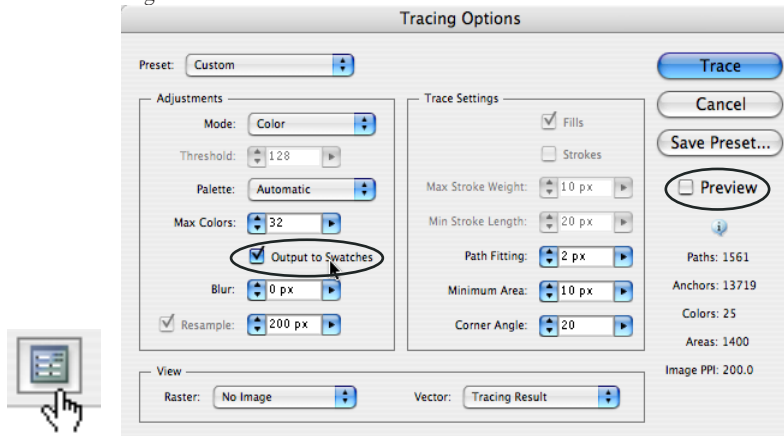 Tracing Options
Preset: Custom
Trace
Cancel
Save Preset...
Preview
Adjustments
Mode: Color
Threshold: 128
Palette: Automatic
Max Colors: 32
Output to Swatches
Blur: 0 px
Resample: 200 px
Trace Settings
Fills
Strokes
Max Stroke Weight: 10 px
Min Stroke Length: 20 px
Path Fitting: 2 px
Minimum Area: 10 px
Corner Angle: 20
Paths: 1561
Anchors: 13719
Colors: 25
Areas: 1400
Image PPI: 200.0
View
Raster: No Image
Vector: Tracing Result